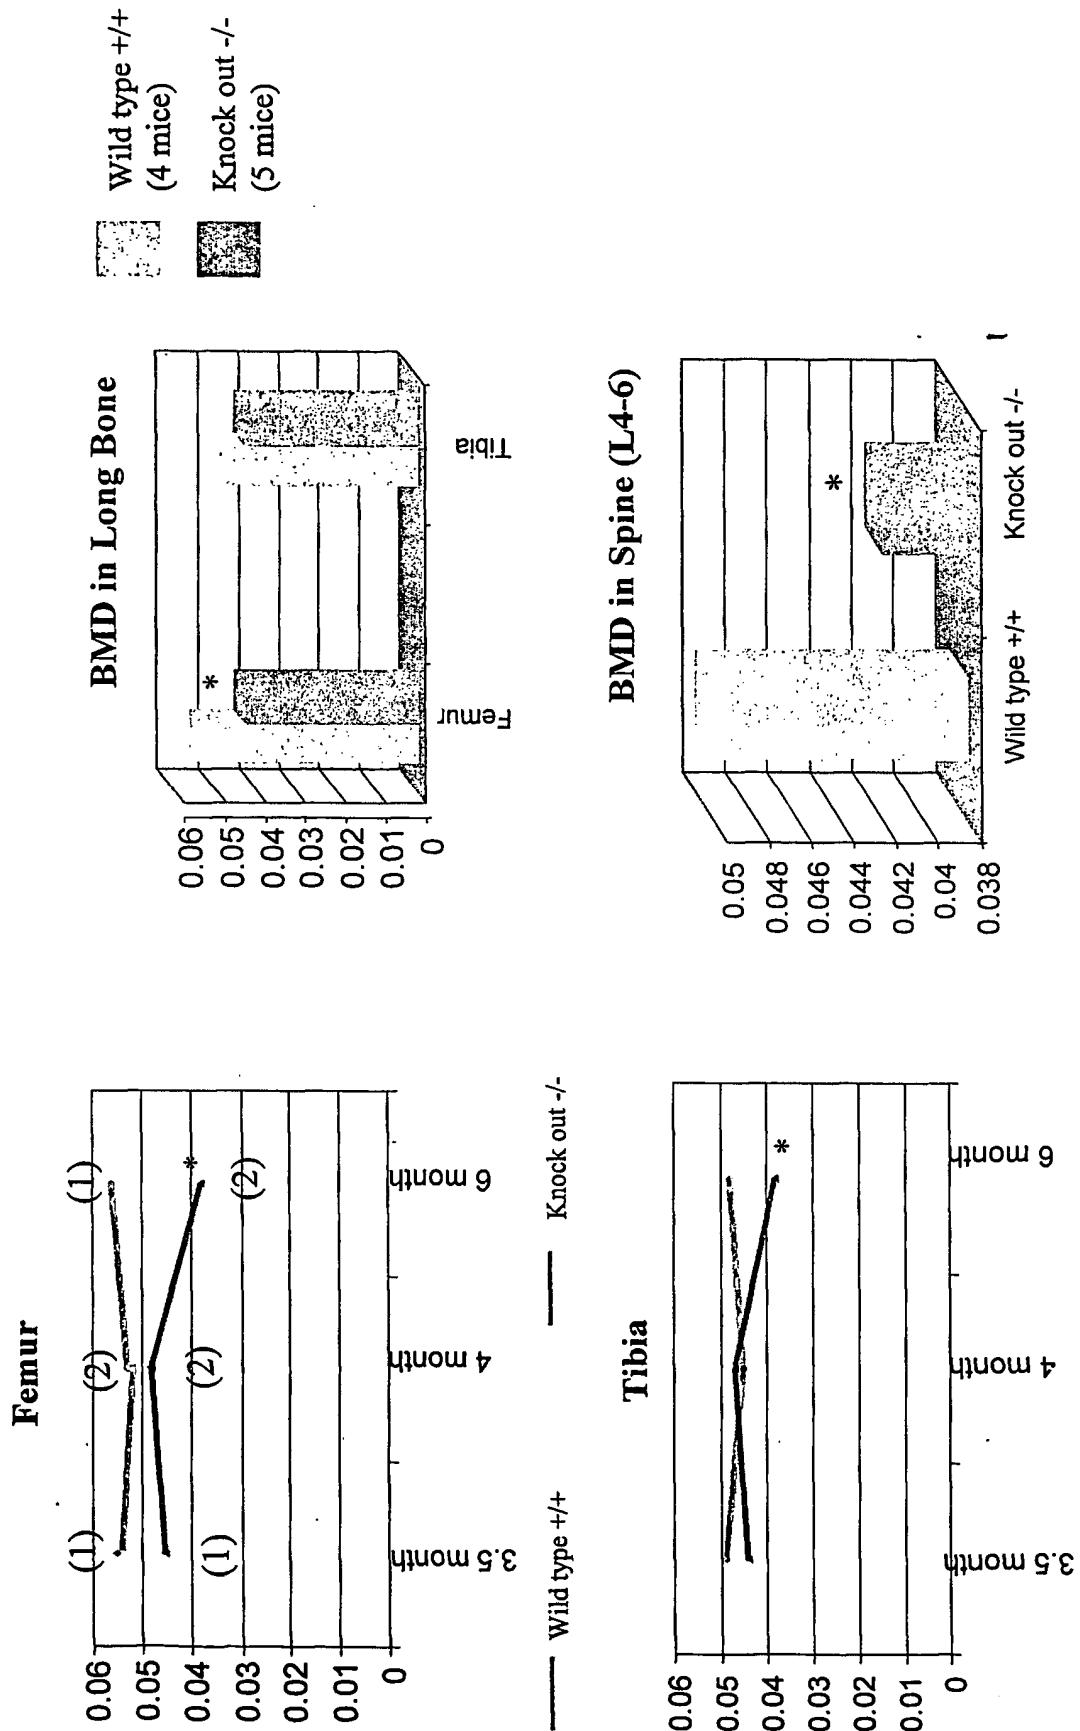 Femur
0.06
0.05
0.04
0.03
0.02
0.01
0
(1)
(2)
(1)
(1)
(2)
(2)
*
3.5 month
4 month
6 month
Wild type +/+
Knock out -/-
Tibia
0.06
0.05
0.04
0.03
0.02
0.01
0
*
3.5 month
4 month
6 month
BMD in Long Bone
0.06
0.05
0.04
0.03
0.02
0.01
0
*
Femur
Tibia
Wild type +/+
(4 mice)
Knock out -/-
(5 mice)
BMD in Spine (L4-6)
0.05
0.048
0.046
0.044
0.042
0.04
0.038
*
Wild type +/+
Knock out -/-